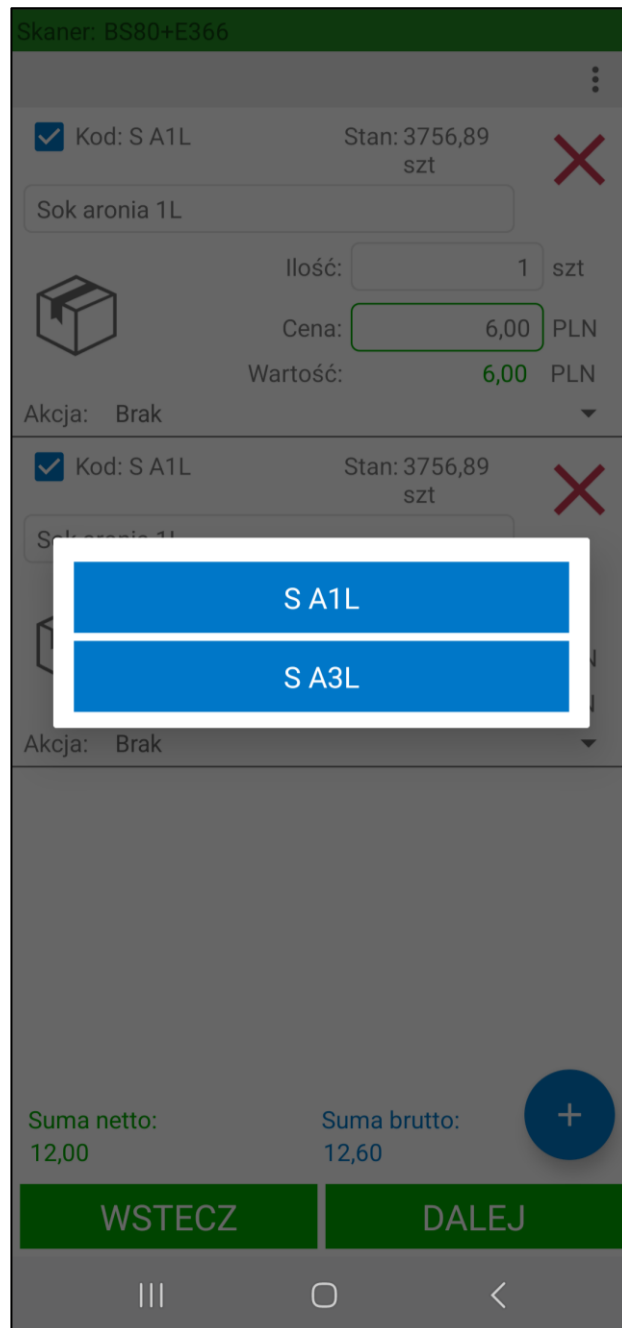 Skaner: BS80+E366
Kod: S A1L
Stan: 3756,89
szt
Sok aronia 1L
Ilość: 1 szt
Cena: 6,00 PLN
Wartość: 6,00 PLN
Akcja: Brak
Kod: S A1L
Stan: 3756,89
szt
S A1L
S A3L
Akcja: Brak
Suma netto:
12,00
Suma brutto:
12,60
+
WSTECZ
DALEJ